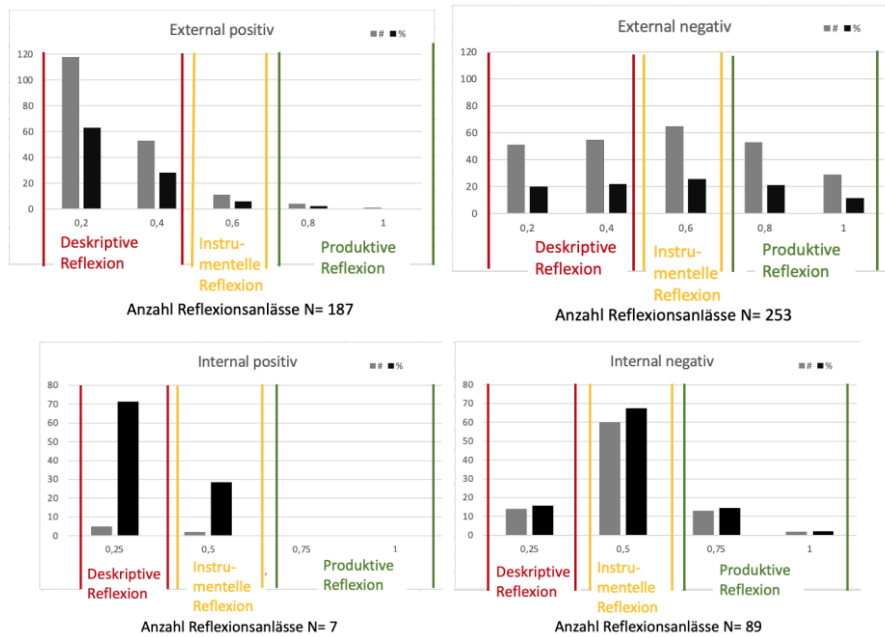 External positiv
# %
120
100
80
60
40
20
0
0,2 0,4 0,6 0,8 1
Deskriptive
Reflexion
Instru-
mentelle
Reflexion
Produktive
Reflexion
Anzahl Reflexionsanlässe N= 187
External negativ
# %
120
100
80
60
40
20
0
0,2 0,4 0,6 0,8 1
Deskriptive
Reflexion
Instru-
mentelle
Reflexion
Produktive
Reflexion
Anzahl Reflexionsanlässe N= 253
Internal positiv
# %
80
70
60
50
40
30
20
10
0
0,25 0,5 0,75 1
Deskriptive
Reflexion
Instru-
mentelle
Reflexion
Produktive
Reflexion
Anzahl Reflexionsanlässe N= 7
Internal negativ
# %
80
70
60
50
40
30
20
10
0
0,25 0,5 0,75 1
Deskriptive
Reflexion
Instru-
mentelle
Reflexion
Produktive
Reflexion
Anzahl Reflexionsanlässe N= 89